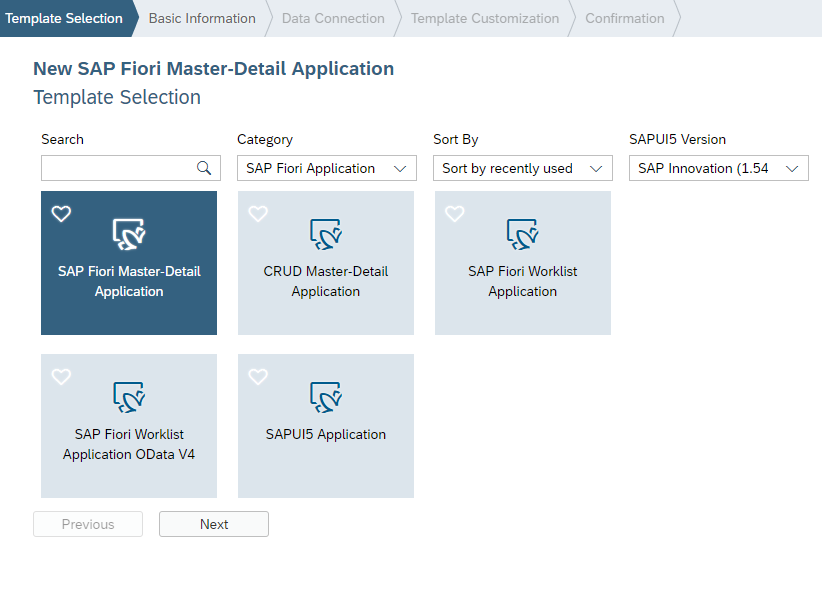 Template Selection
Basic Information
Data Connection
Template Customization
Confirmation
New SAP Fiori Master-Detail Application
Template Selection
Search
Category
Sort By
SAPUI5 Version
SAP Fiori Application
Sort by recently used
SAP Innovation (1.54
SAP Fiori Master-Detail
Application
CRUD Master-Detail
Application
SAP Fiori Worklist
Application
SAP Fiori Worklist
Application OData V4
SAPUI5 Application
Previous
Next